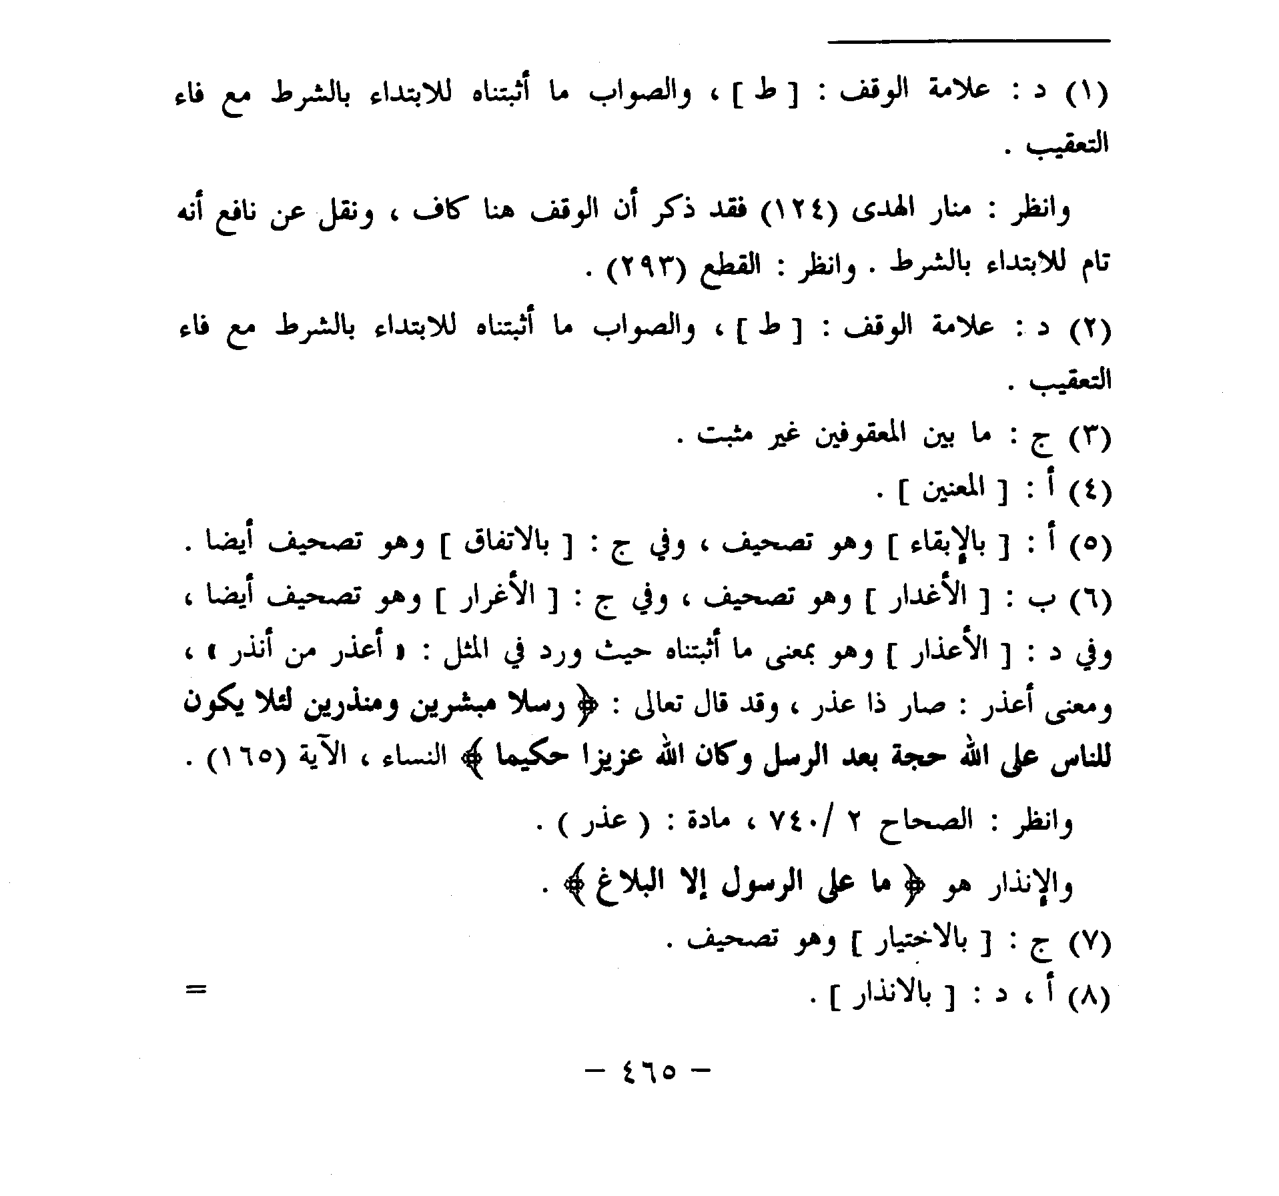 (١) د : علامة الوقف : [ ط ] ، والصواب ما أثبتناه للابتداء بالشرط مع فاء
التعقيب .
وانظر : منار الهدى (١٢٤) فقد ذكر أن الوقف هنا كاف ، ونقل عن نافع أنه
تام للابتداء بالشرط . وانظر : القطع (٢٩٣) .
(٢) د : علامة الوقف : [ ط ] ، والصواب ما أثبتناه للابتداء بالشرط مع فاء
التعقيب .
(٣) ج : ما بين المعقوفين غير مثبت .
(٤) أ : [ المعنين ] .
(٥) أ : [ بالإبقاء ] وهو تصحيف ، وفي ج : [ بالاتفاق ] وهو تصحيف أيضا .
(٦) ب : [ الأغدار ] وهو تصحيف ، وفي ج : [ الأغرار ] وهو تصحيف أيضا ،
وفي د : [ الأعذار ] وهو بمعنى ما أثبتناه حيث ورد في المثل : « أعذر من أنذر » ،
ومعنى أعذر : صار ذا عذر ، وقد قال تعالى : ﴿ رسلا مبشرين ومنذرين لئلا يكون
للناس على الله حجة بعد الرسل وكان الله عزيزا حكيما ﴾ النساء ، الآية (١٦٥) .
وانظر : الصحاح ٢ /٧٤٠ ، مادة : ( عذر ) .
والإنذار هو ﴿ ما على الرسول إلا البلاغ ﴾ .
(٧) ج : [ بالاختيار ] وهو تصحيف .
(٨) أ ، د : [ بالانذار ] . =
– ٤٦٥ –